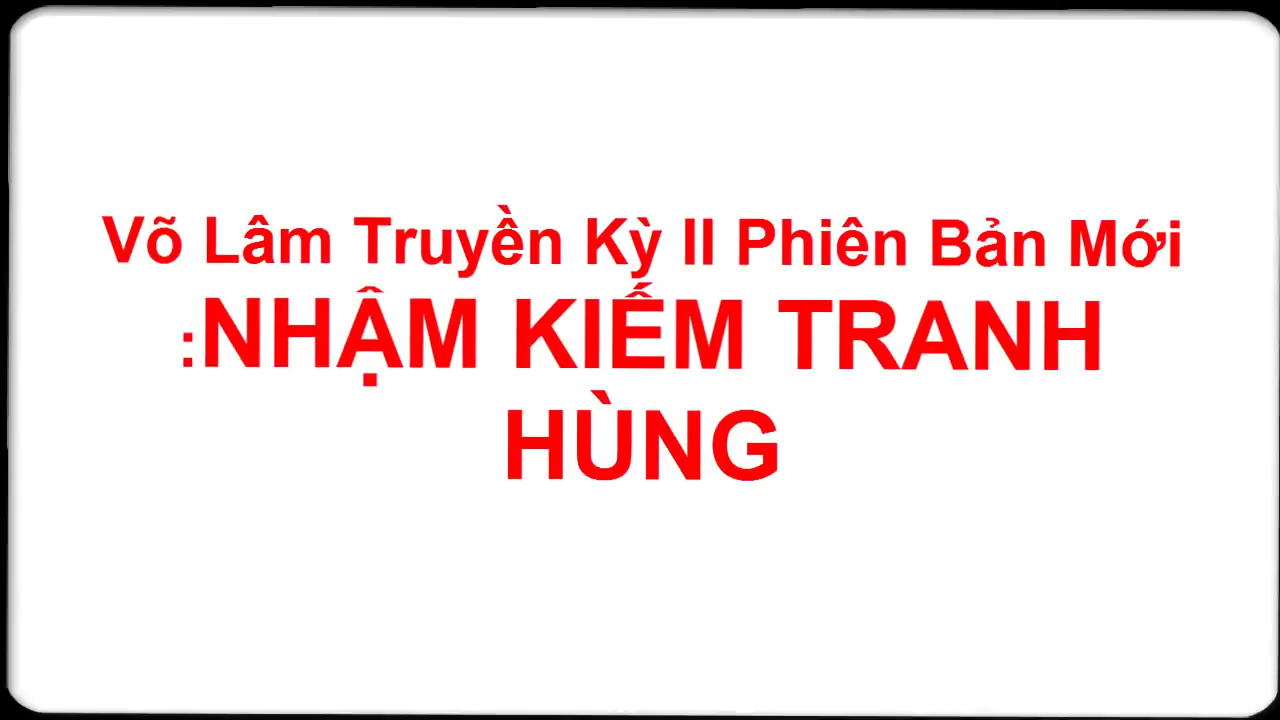 Võ Lâm Truyền Kỳ II Phiên Bản Mới
:NHẬM KIẾM TRANH
HÙNG